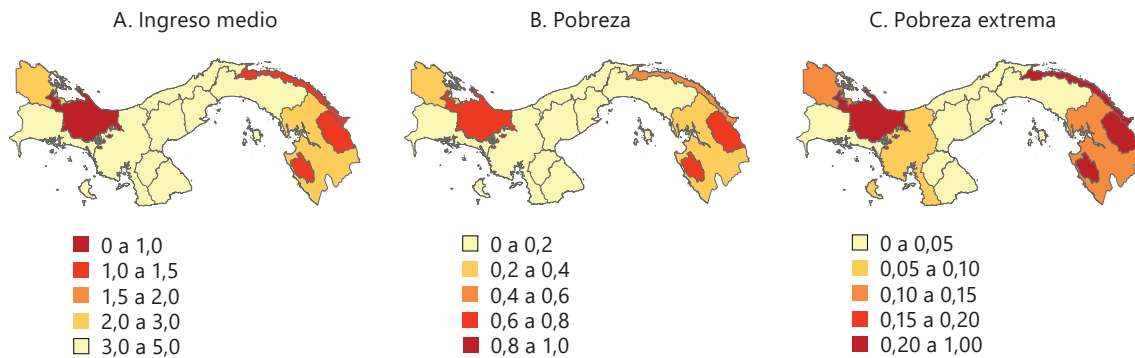 A. Ingreso medio
B. Pobreza
C. Pobreza extrema
0 a 1,0
1,0 a 1,5
1,5 a 2,0
2,0 a 3,0
3,0 a 5,0
0 a 0,2
0,2 a 0,4
0,4 a 0,6
0,6 a 0,8
0,8 a 1,0
0 a 0,05
0,05 a 0,10
0,10 a 0,15
0,15 a 0,20
0,20 a 1,00